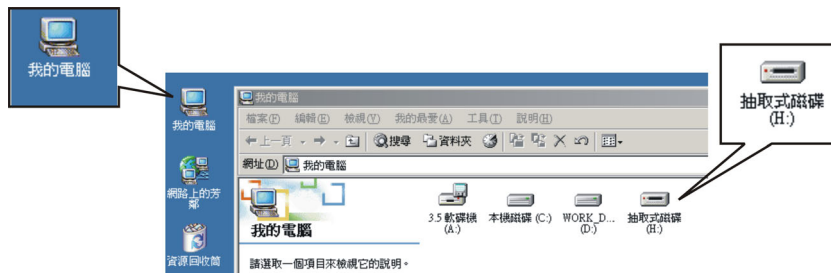 我的電腦
抽取式磁碟
(H:)
我的電腦
我的電腦
檔案(F) 編輯(E) 檢視(V) 我的最愛(A) 工具(T) 說明(H)
上一頁 搜尋 資料夾
網址(D) 我的電腦
網路上的芳
鄰
資源回收筒
我的電腦
請選取一個項目來檢視它的說明。
3.5 軟碟機
(A:)
本機磁碟 (C:)
WORK_D...
(D:)
抽取式磁碟
(H:)